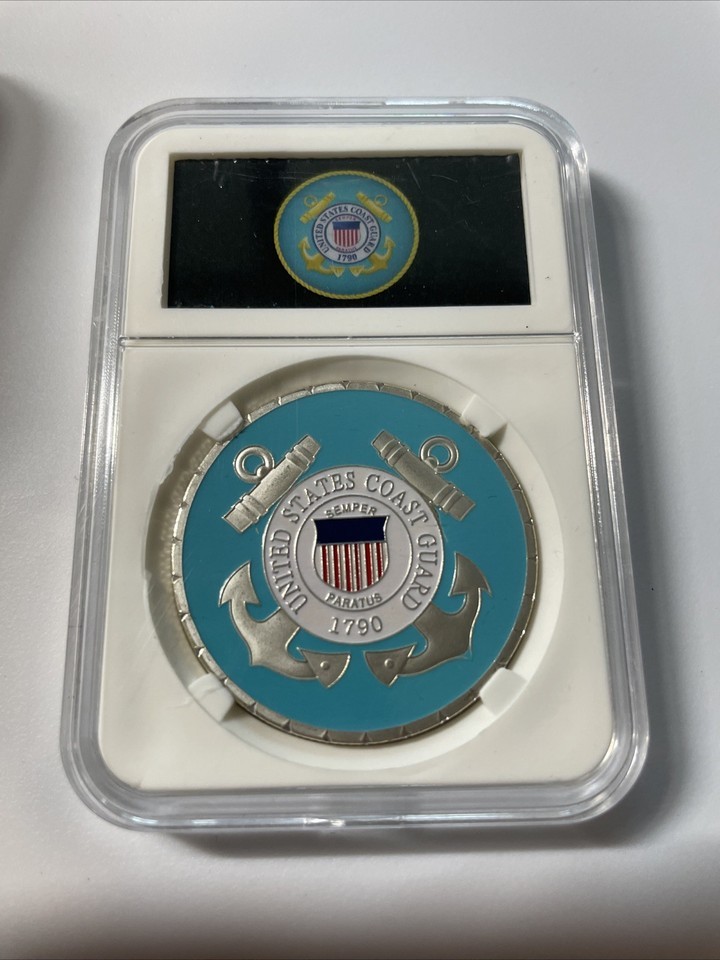 UNITED STATES COAST GUARD
1790
UNITED STATES COAST GUARD
SEMPER
PARATUS
1790